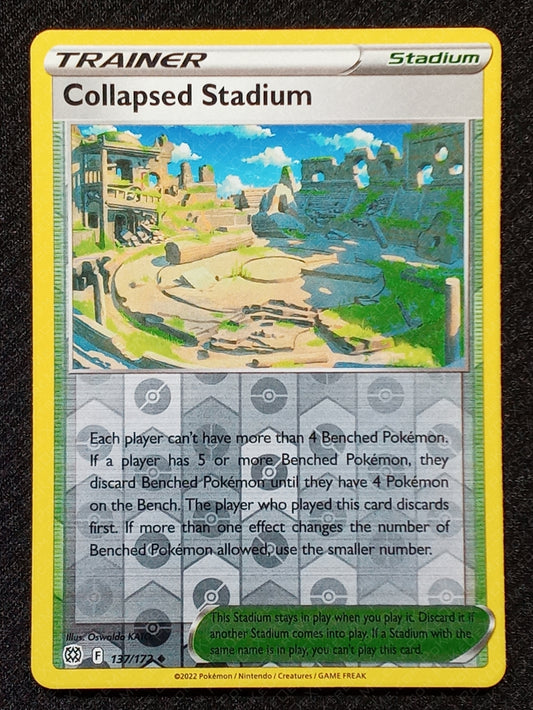 TRAINER
Stadium
Collapsed Stadium
Each player can't have more than 4 Benched Pokémon.
If a player has 5 or more Benched Pokémon, they
discard Benched Pokémon until they have 4 Pokémon
on the Bench. The player who played this card discards
first. If more than one effect changes the number of
Benched Pokémon allowed, use the smaller number.
This Stadium stays in play when you play it. Discard it if
another Stadium comes into play. If a Stadium with the
same name is in play, you can't play this card.
Illus. Oswaldo KATO
F 137/172
©2022 Pokémon / Nintendo / Creatures / GAME FREAK